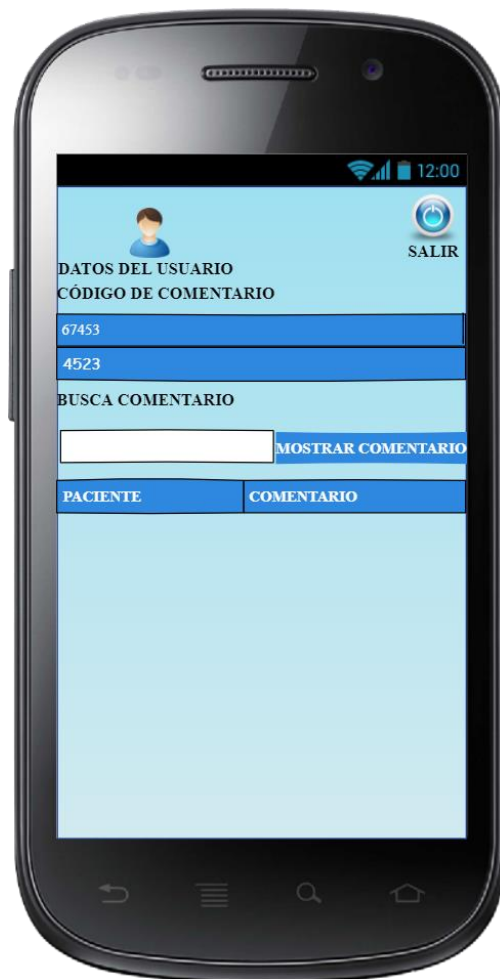 12:00
SALIR
DATOS DEL USUARIO
CÓDIGO DE COMENTARIO
67453
4523
BUSCA COMENTARIO
MOSTRAR COMENTARIO
PACIENTE COMENTARIO